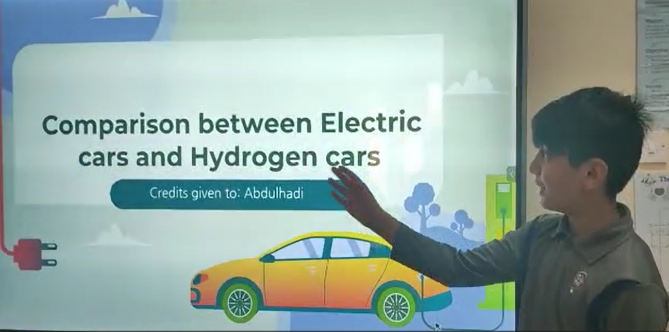 Comparison between Electric
cars and Hydrogen cars
Credits given to: Abdulhadi